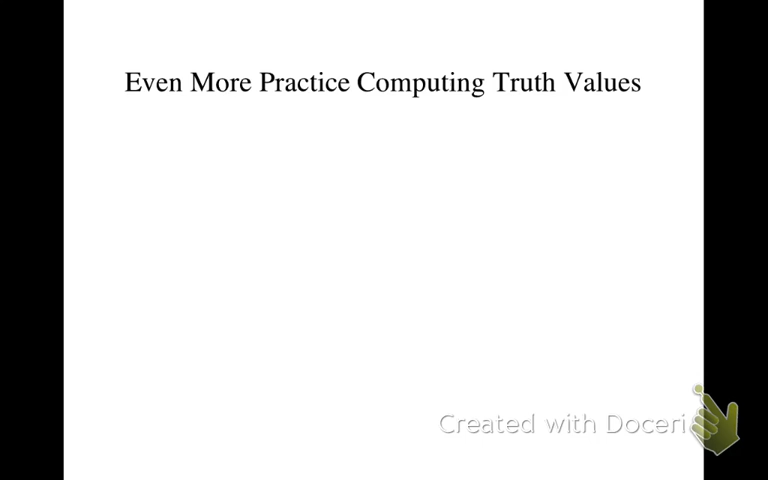 Even More Practice Computing Truth Values
Created with Doceri